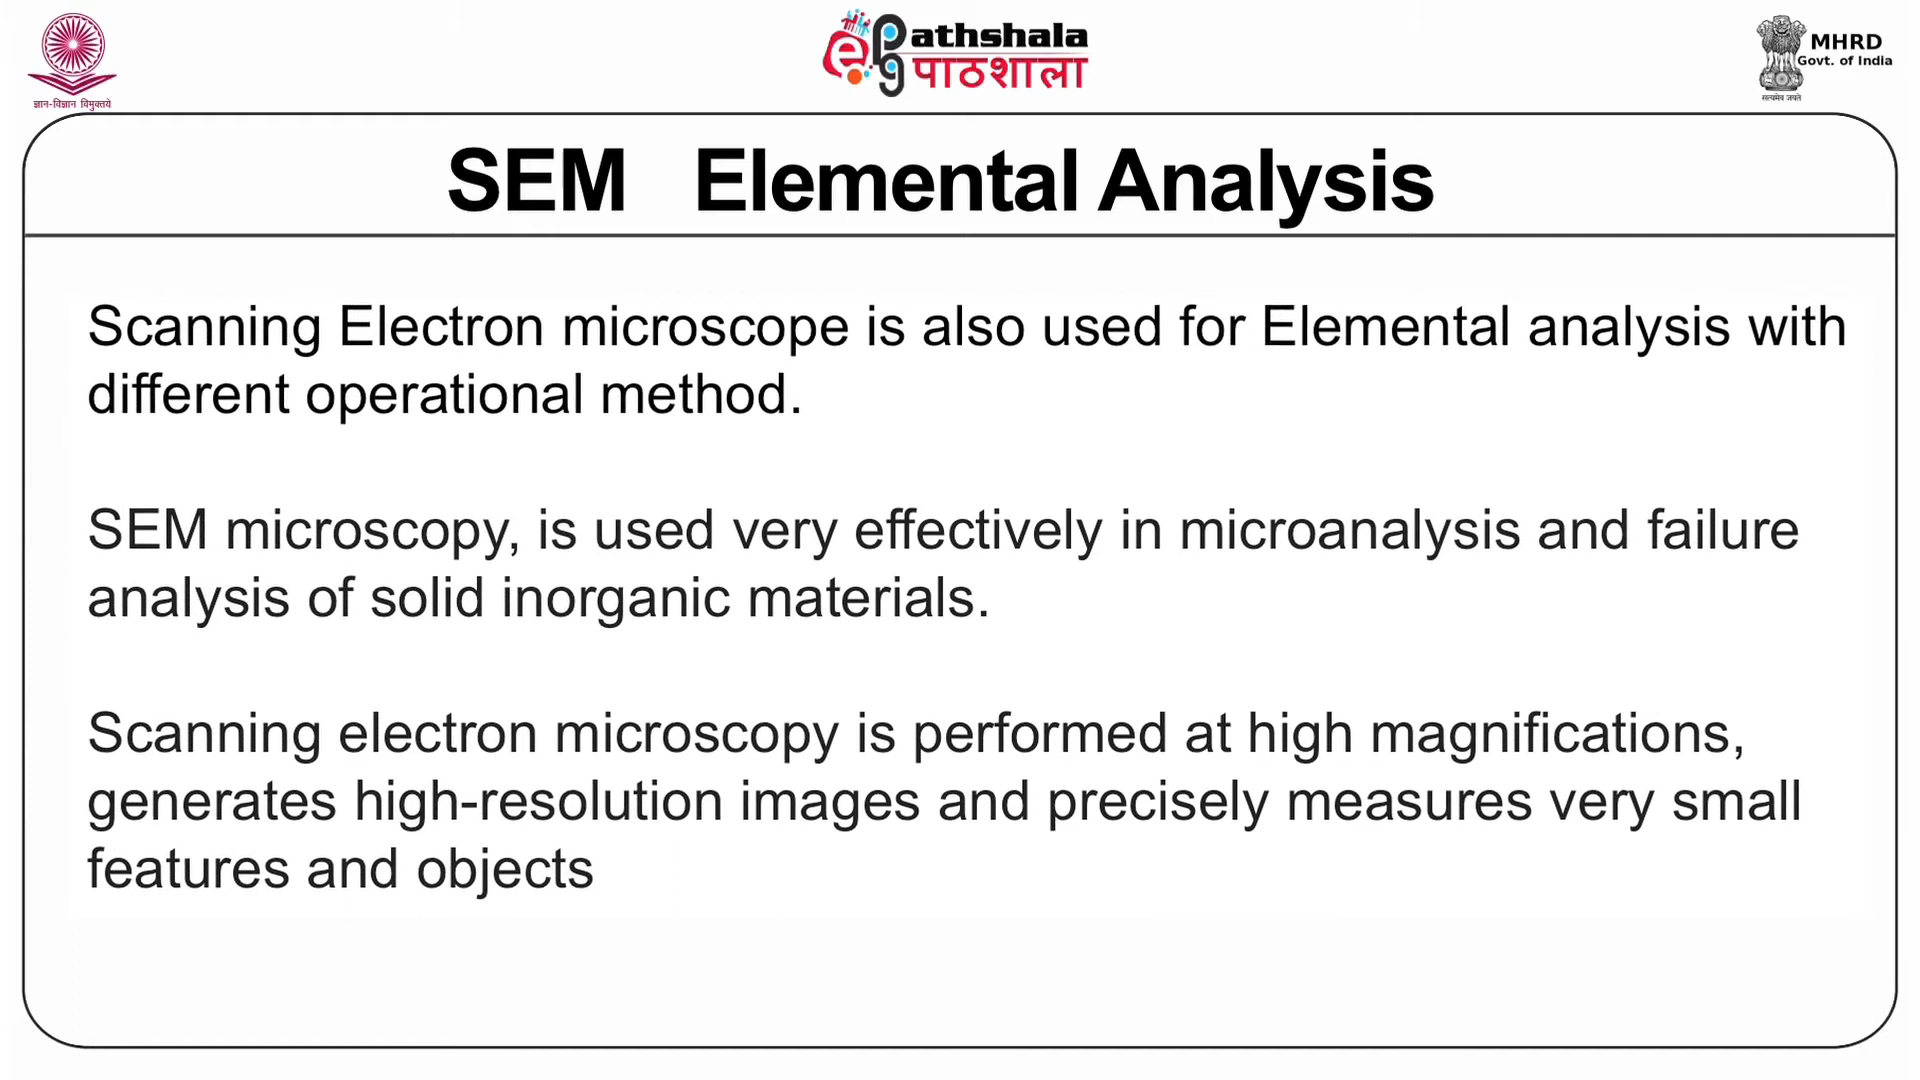 ज्ञान-विज्ञान विमुक्तये
e Pg athshala
पाठशाला
MHRD
Govt. of India
सत्यमेव जयते
SEM Elemental Analysis
Scanning Electron microscope is also used for Elemental analysis with
different operational method.
SEM microscopy, is used very effectively in microanalysis and failure
analysis of solid inorganic materials.
Scanning electron microscopy is performed at high magnifications,
generates high-resolution images and precisely measures very small
features and objects